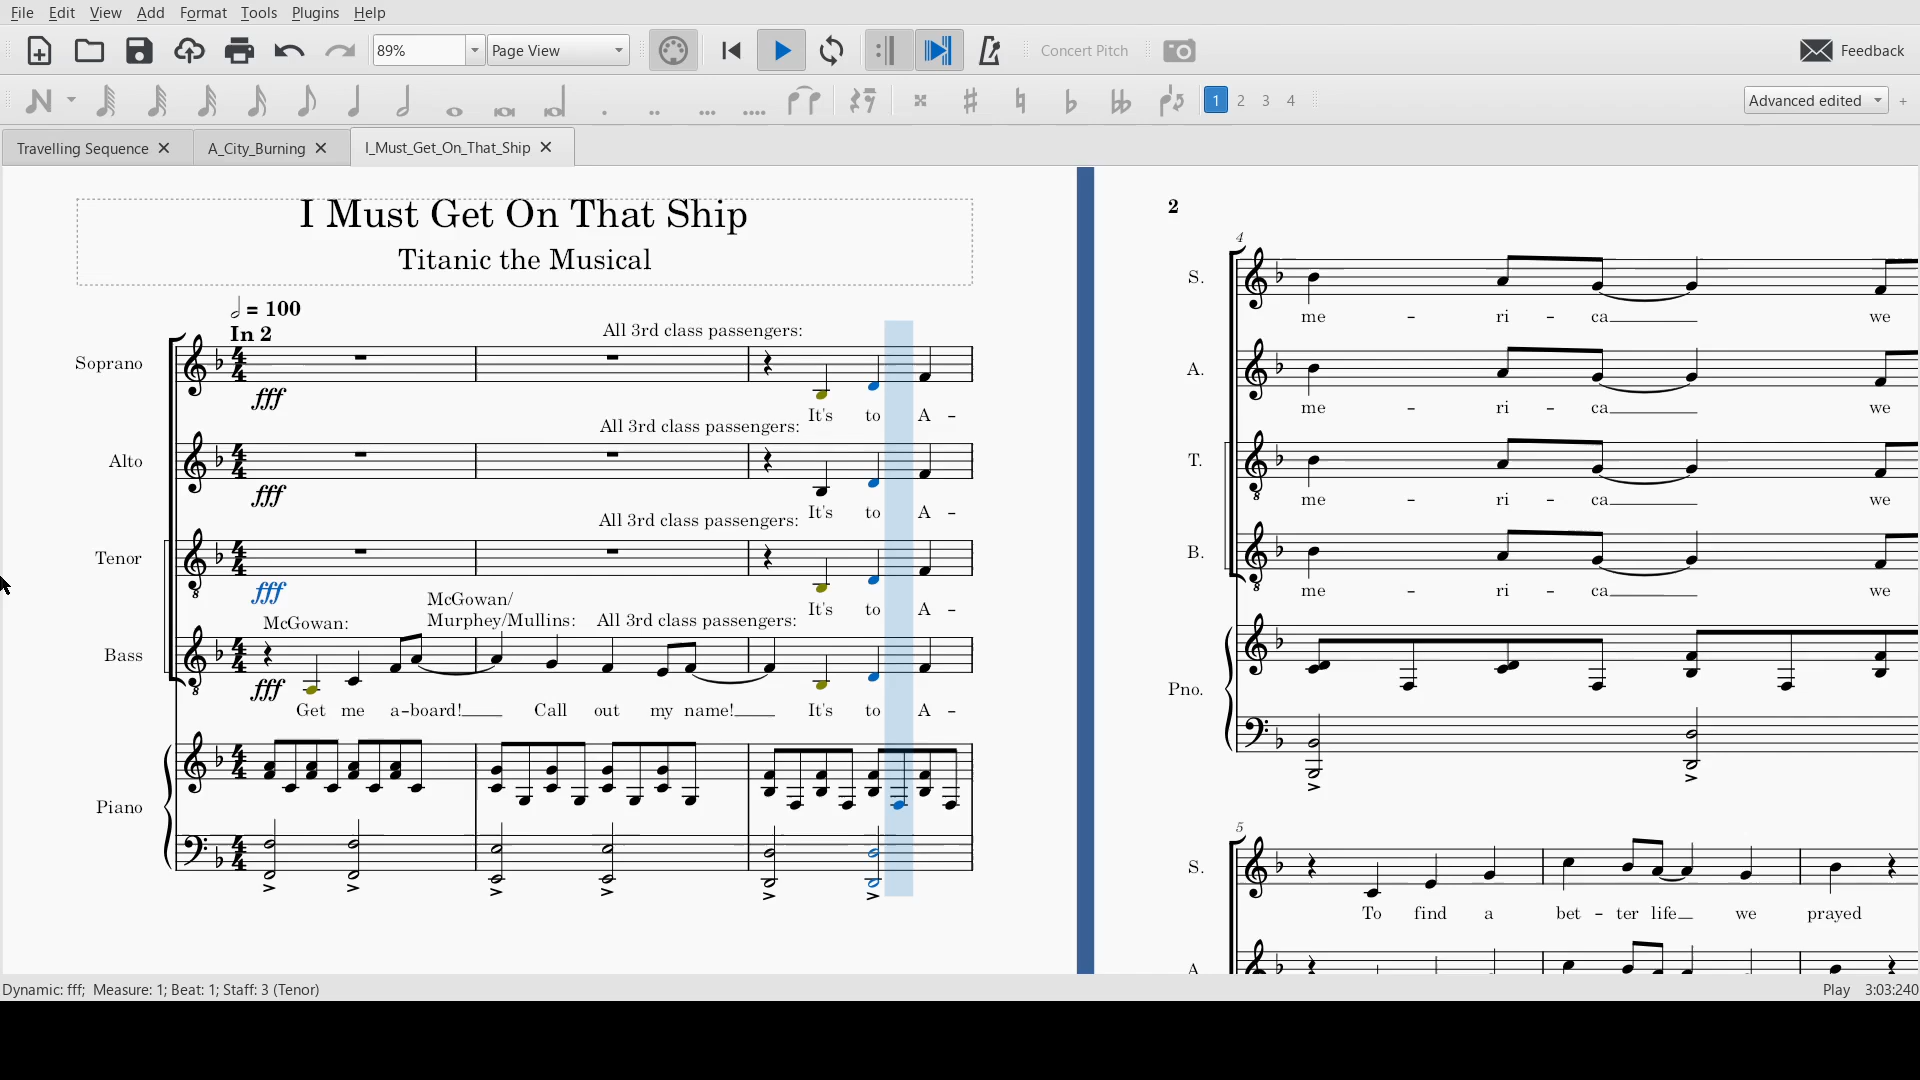 File Edit View Add Format Tools Plugins Help
89% Page View Concert Pitch Feedback
1 2 3 4 Advanced edited +
Travelling Sequence A_City_Burning I_Must_Get_On_That_Ship
I Must Get On That Ship
Titanic the Musical
= 100
In 2
All 3rd class passengers:
Soprano
fff
It's to A -
All 3rd class passengers:
Alto
fff
It's to A -
All 3rd class passengers:
Tenor
fff
It's to A -
McGowan/
McGowan: Murphey/Mullins: All 3rd class passengers:
Bass
fff
Get me a-board! Call out my name! It's to A -
Piano
2
4
S.
me - ri - ca we
A.
me - ri - ca we
T.
me - ri - ca we
B.
me - ri - ca we
Pno.
5
S.
To find a bet - ter life we prayed
A
Dynamic: fff; Measure: 1; Beat: 1; Staff: 3 (Tenor) Play 3:03:240